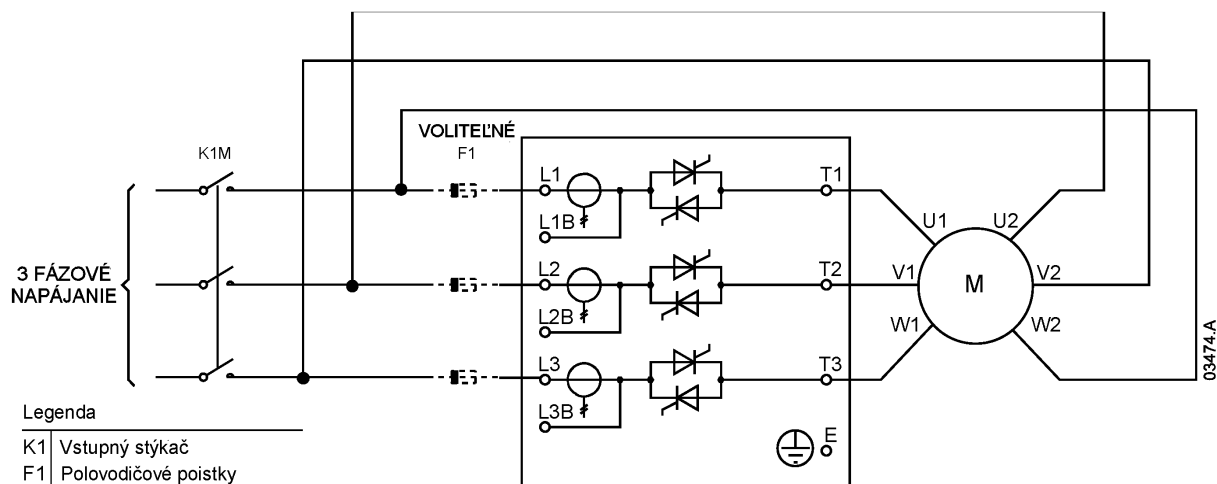 VOLITEĽNÉ
K1M
F1
L1
T1
L1B
U1
U2
3 FÁZOVÉ
NAPÁJANIE
L2
T2
V1
M
V2
L2B
W1
W2
L3
T3
L3B
E
03474.A
Legenda
K1 Vstupný stýkač
F1 Polovodičové poistky